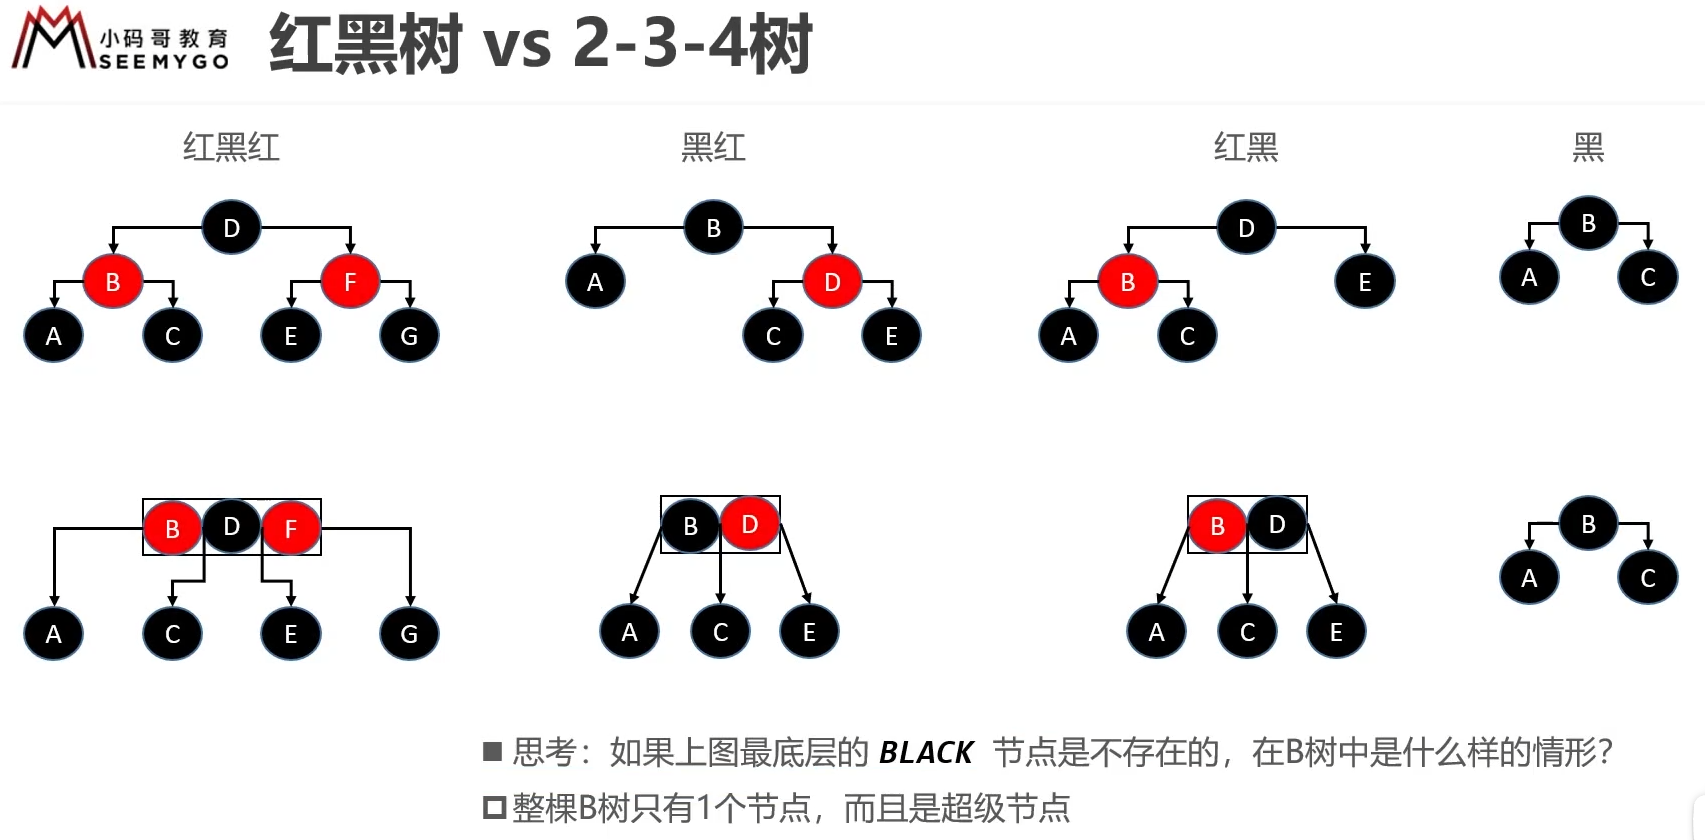 小码哥教育
SEEMYGO
红黑树 vs 2-3-4树
红黑红 黑红 红黑 黑
D B D B
B F A D B E A C
A C E G C E A C
B D F B D B D B
A C E G A C E A C E A C
思考：如果上图最底层的 BLACK 节点是不存在的，在B树中是什么样的情形？
整棵B树只有1个节点，而且是超级节点